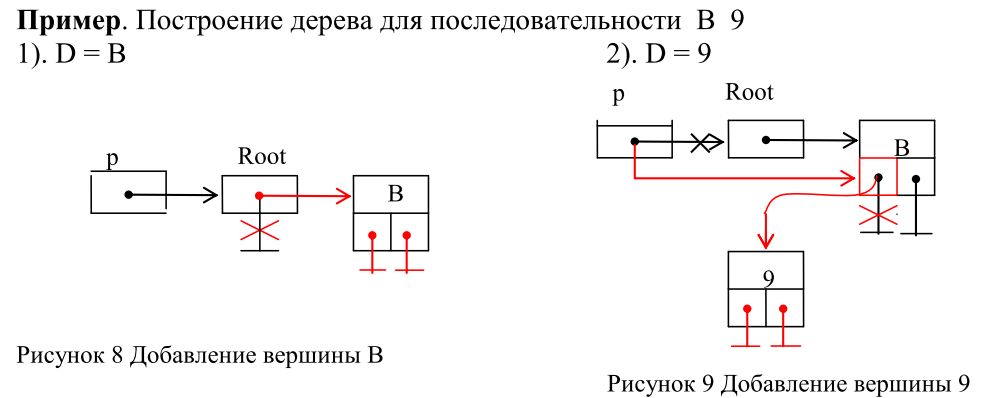 Пример. Построение дерева для последовательности В 9
1). D = В
2). D = 9
p
Root
В
p
Root
В
9
Рисунок 8 Добавление вершины В
Рисунок 9 Добавление вершины 9